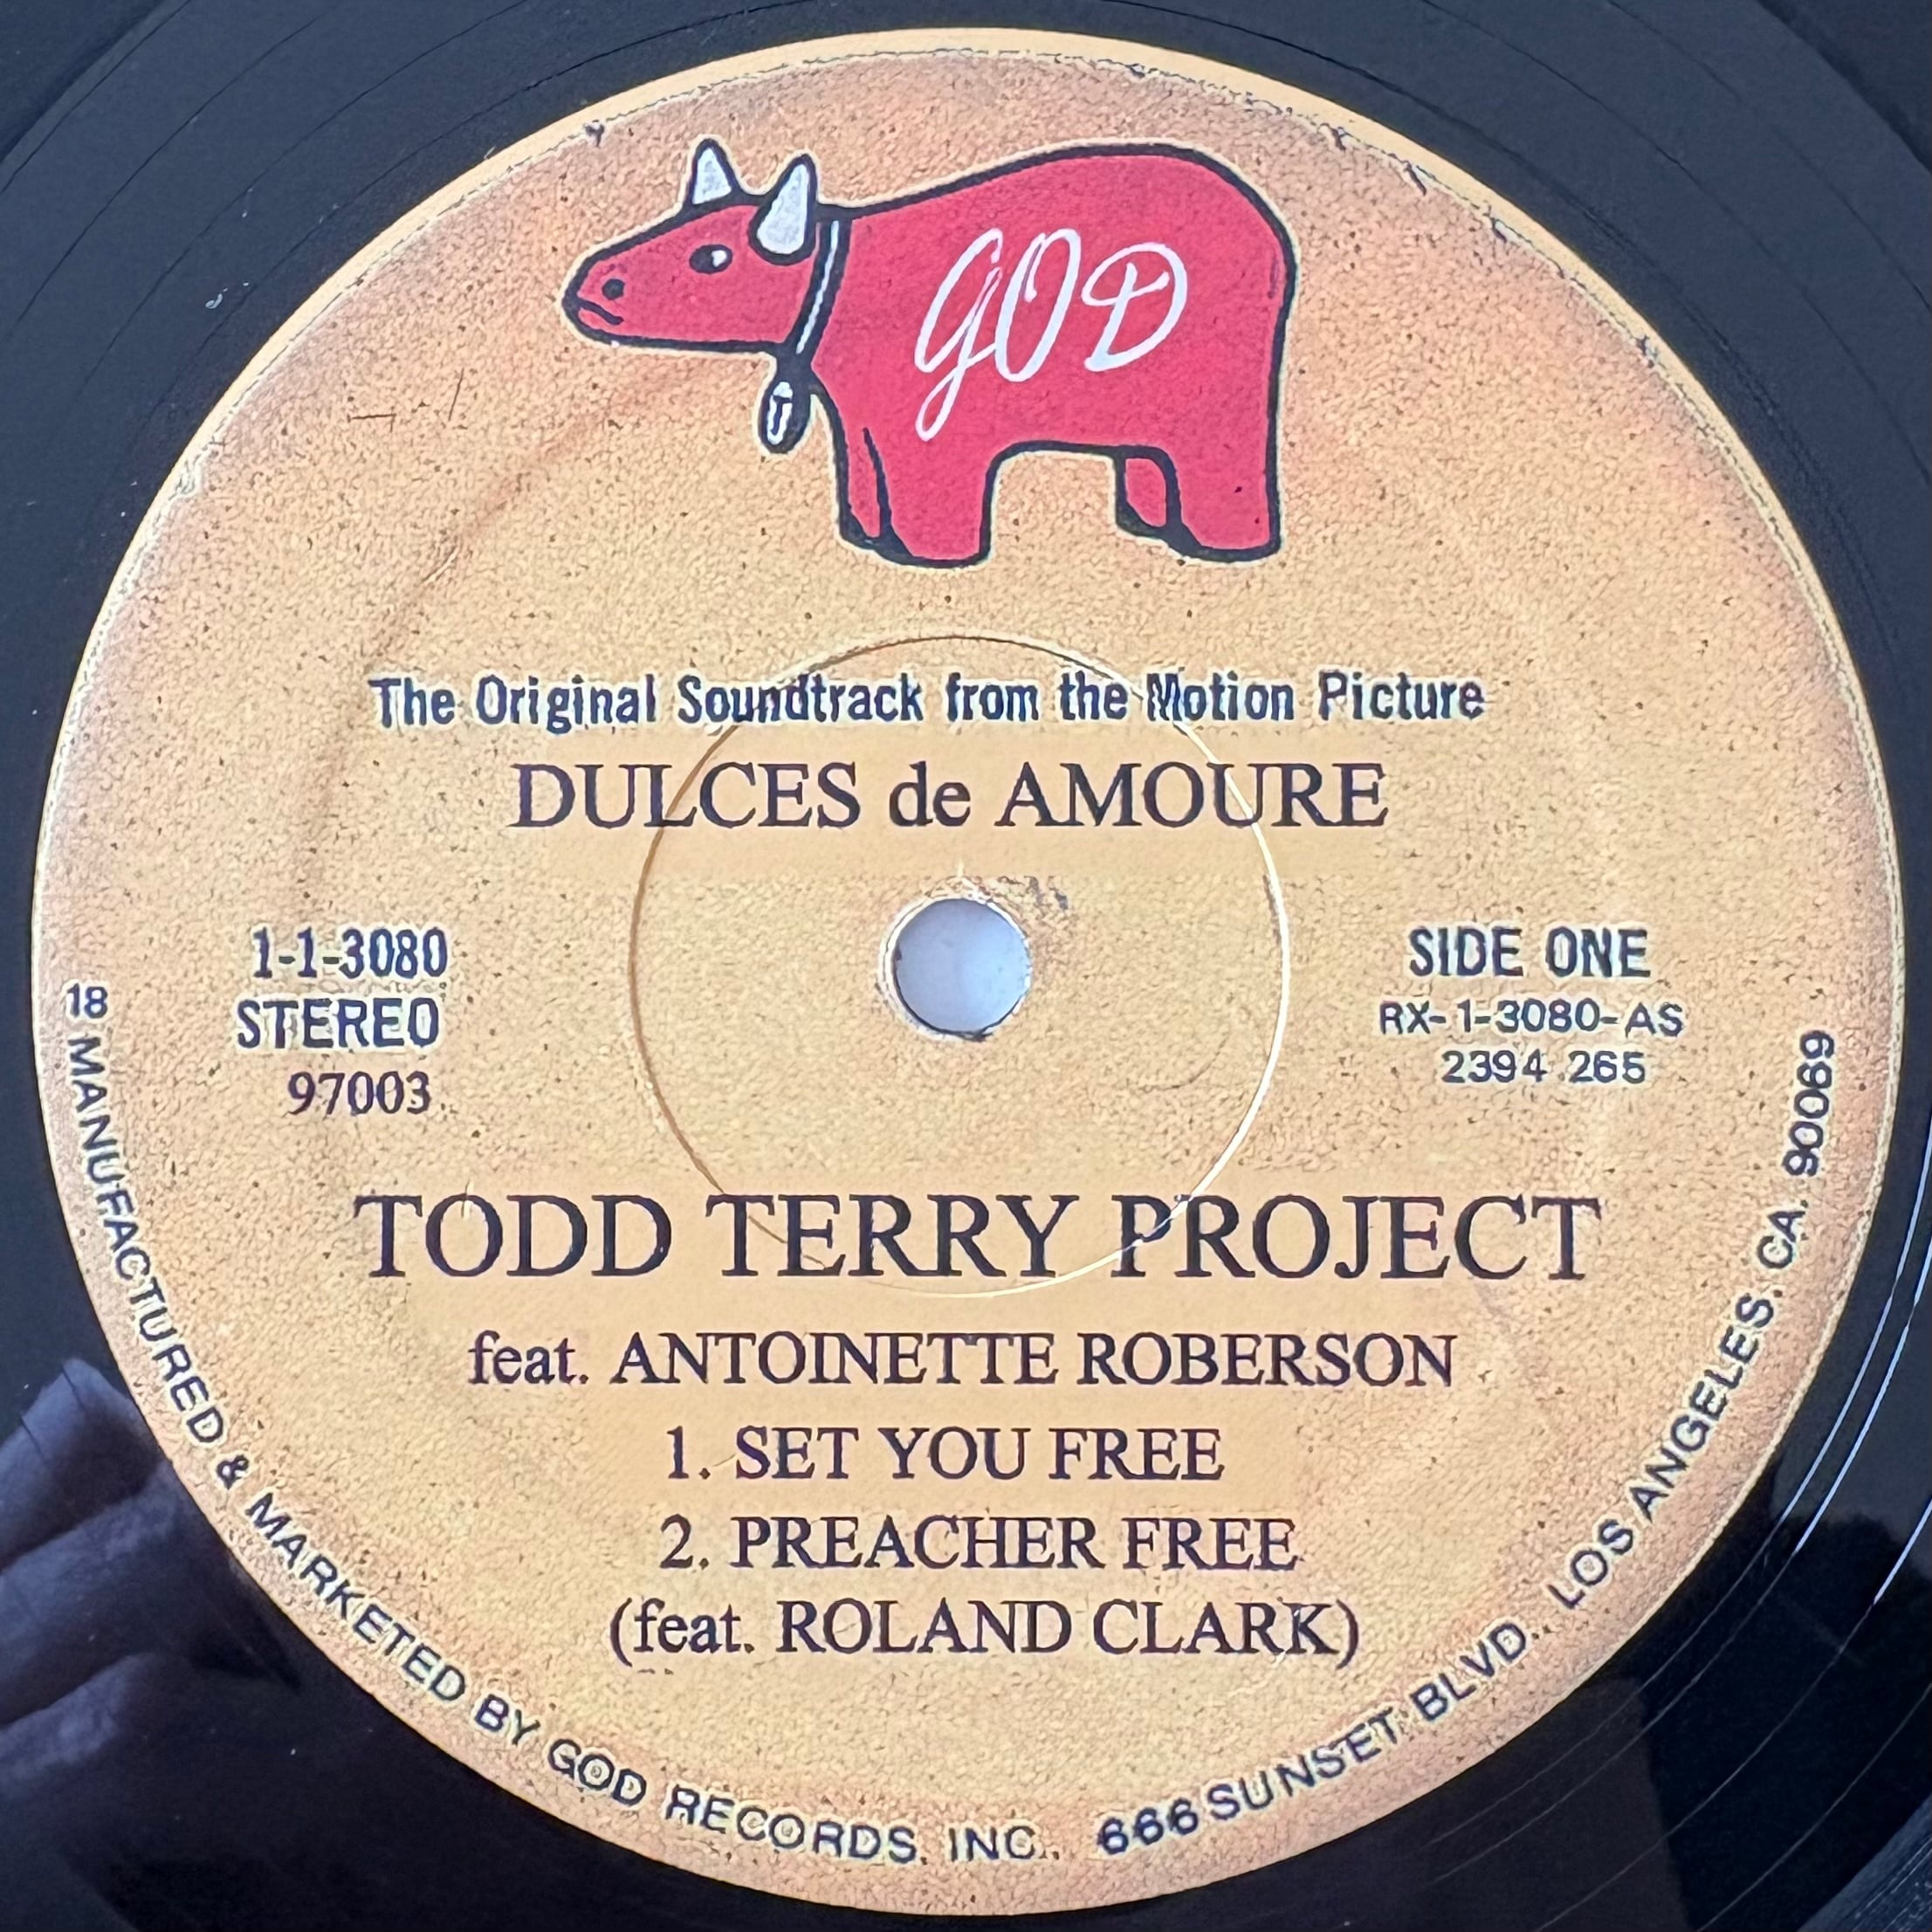 GOD
The Original Soundtrack from the Motion Picture
DULCES de AMOURE
1-1-3080
STEREO
97003
SIDE ONE
RX-1-3080-AS
2394 265
TODD TERRY PROJECT
feat. ANTOINETTE ROBERSON
1. SET YOU FREE
2. PREACHER FREE
(feat. ROLAND CLARK)
18 MANUFACTURED & MARKETED BY GOD RECORDS, INC., 666 SUNSET BLVD., LOS ANGELES, CA. 90069